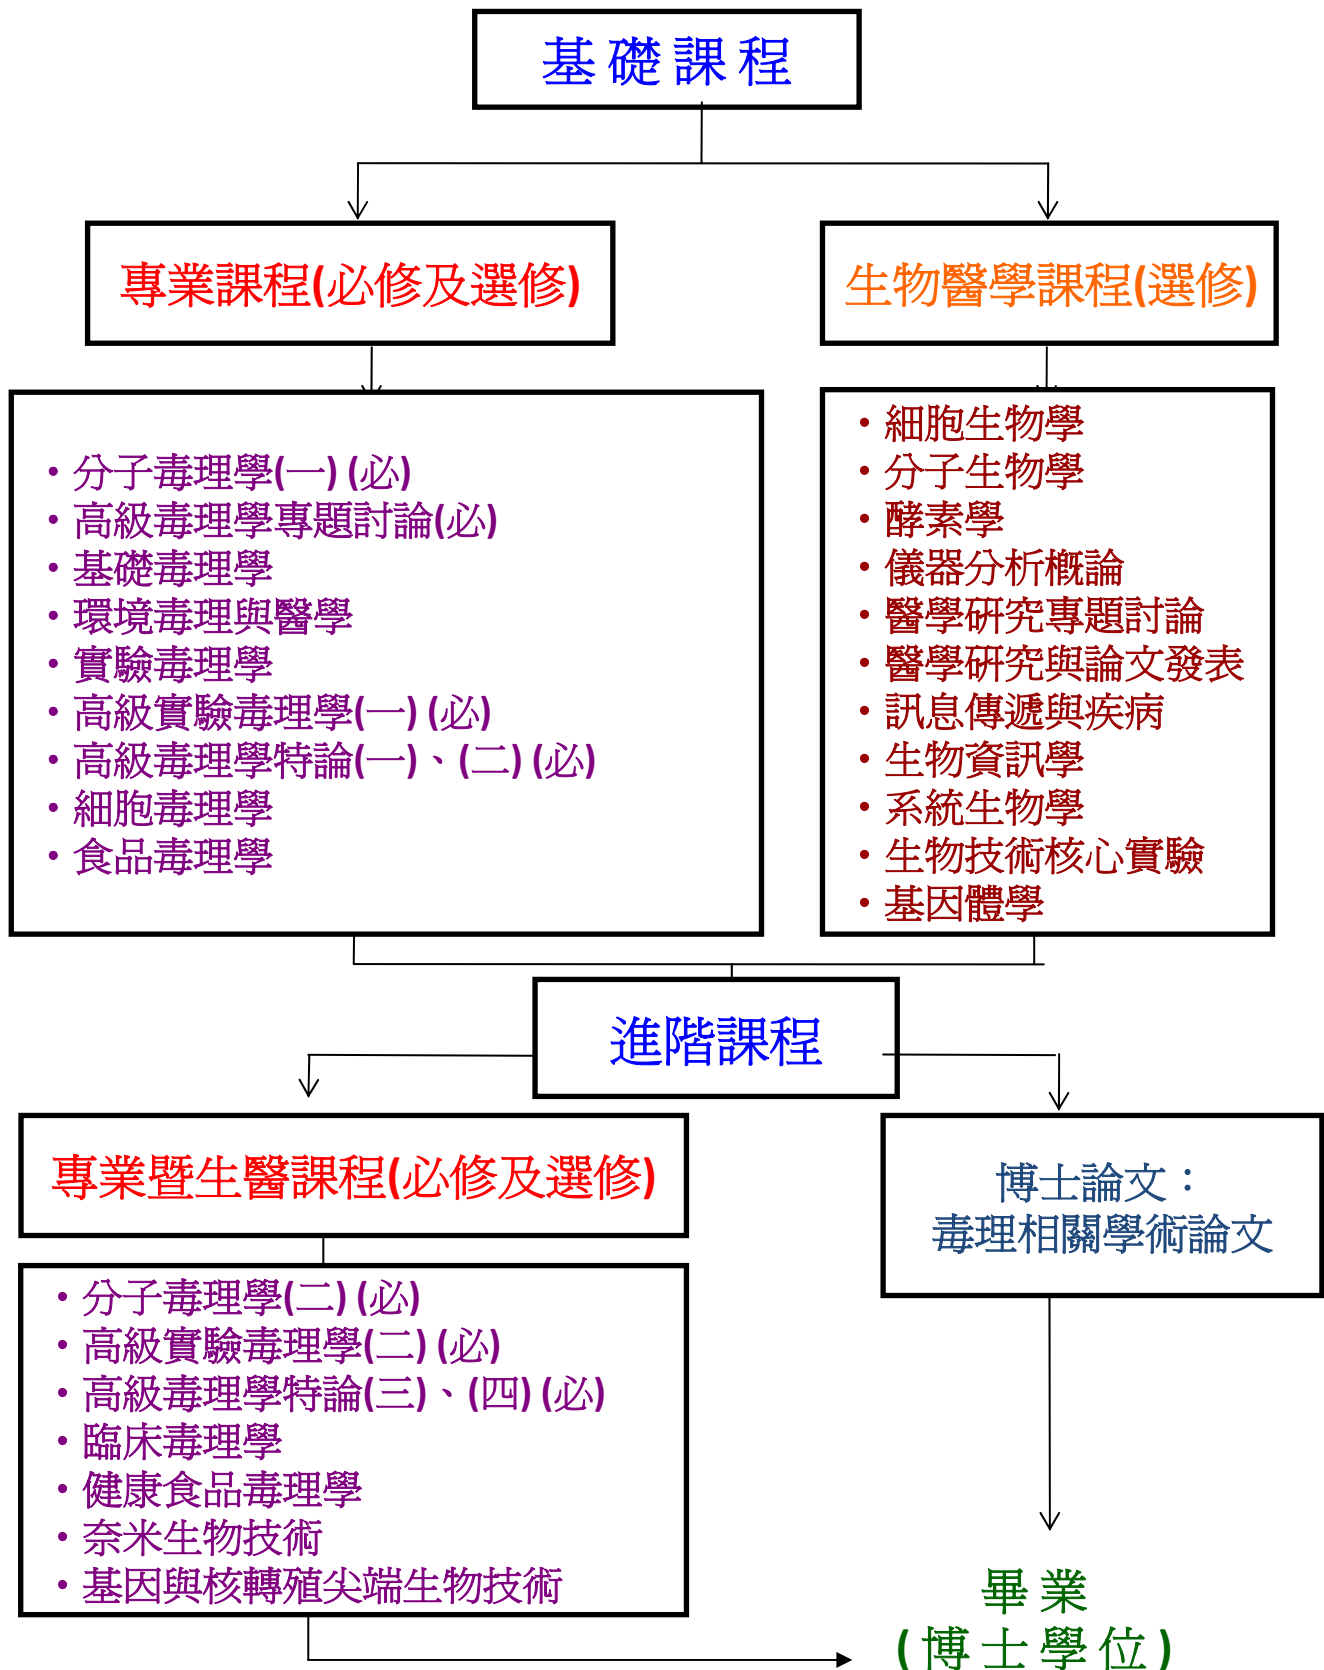 基礎課程
專業課程(必修及選修)
生物醫學課程(選修)
•分子毒理學(一) (必)
•高級毒理學專題討論(必)
•基礎毒理學
•環境毒理與醫學
•實驗毒理學
•高級實驗毒理學(一) (必)
•高級毒理學特論(一)、(二) (必)
•細胞毒理學
•食品毒理學
•細胞生物學
•分子生物學
•酵素學
•儀器分析概論
•醫學研究專題討論
•醫學研究與論文發表
•訊息傳遞與疾病
•生物資訊學
•系統生物學
•生物技術核心實驗
•基因體學
進階課程
專業暨生醫課程(必修及選修)
•分子毒理學(二) (必)
•高級實驗毒理學(二) (必)
•高級毒理學特論(三)、(四) (必)
•臨床毒理學
•健康食品毒理學
•奈米生物技術
•基因與核轉殖尖端生物技術
博士論文：
毒理相關學術論文
畢業
(博士學位)